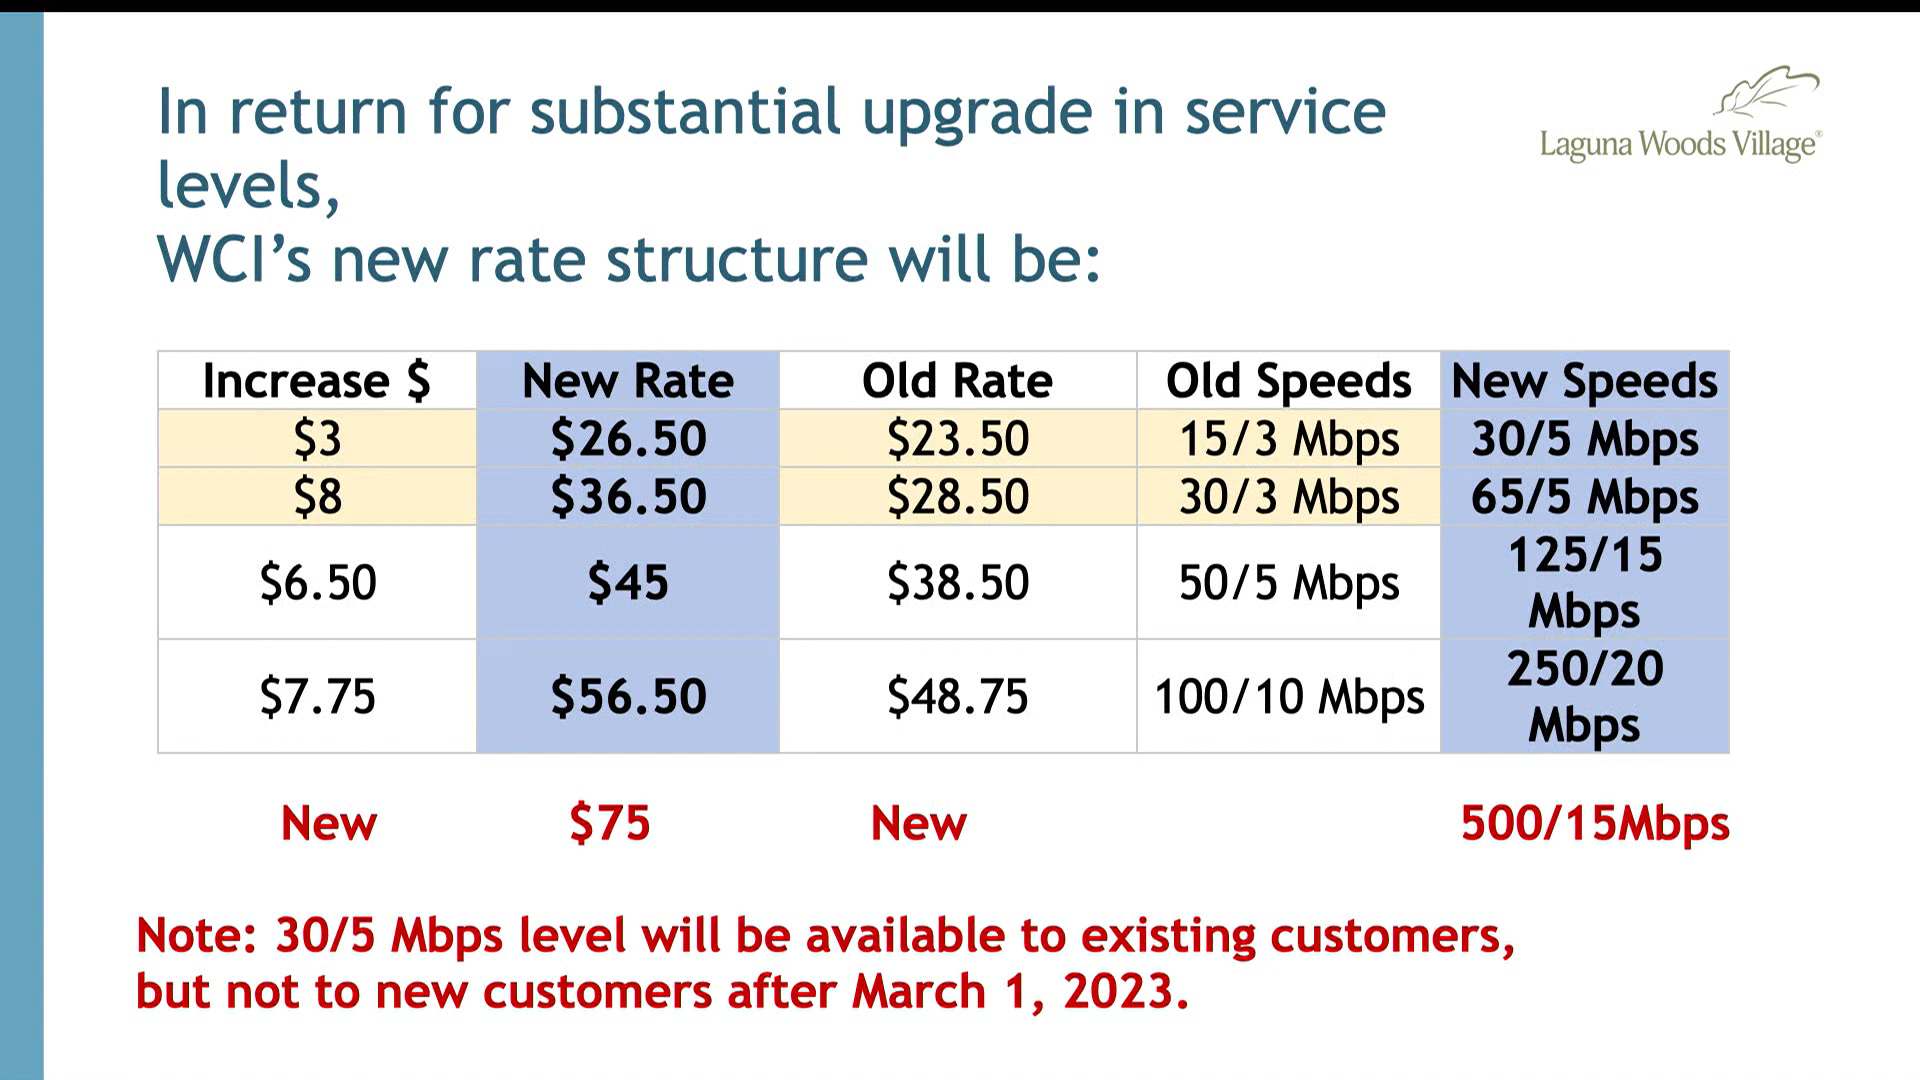 In return for substantial upgrade in service
levels,
WCI’s new rate structure will be:
Laguna Woods Village®
Increase $ New Rate Old Rate Old Speeds New Speeds
$3 $26.50 $23.50 15/3 Mbps 30/5 Mbps
$8 $36.50 $28.50 30/3 Mbps 65/5 Mbps
$6.50 $45 $38.50 50/5 Mbps 125/15
Mbps
$7.75 $56.50 $48.75 100/10 Mbps 250/20
Mbps
New $75 New 500/15Mbps
Note: 30/5 Mbps level will be available to existing customers,
but not to new customers after March 1, 2023.